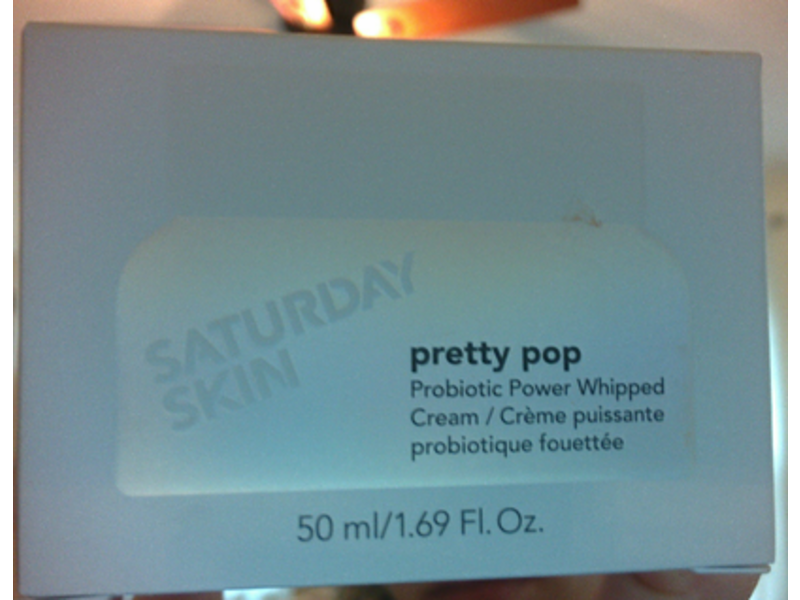 SATURDAY
SKIN
pretty pop
Probiotic Power Whipped
Cream / Crème puissante
probiotique fouettée
50 ml/1.69 Fl. Oz.